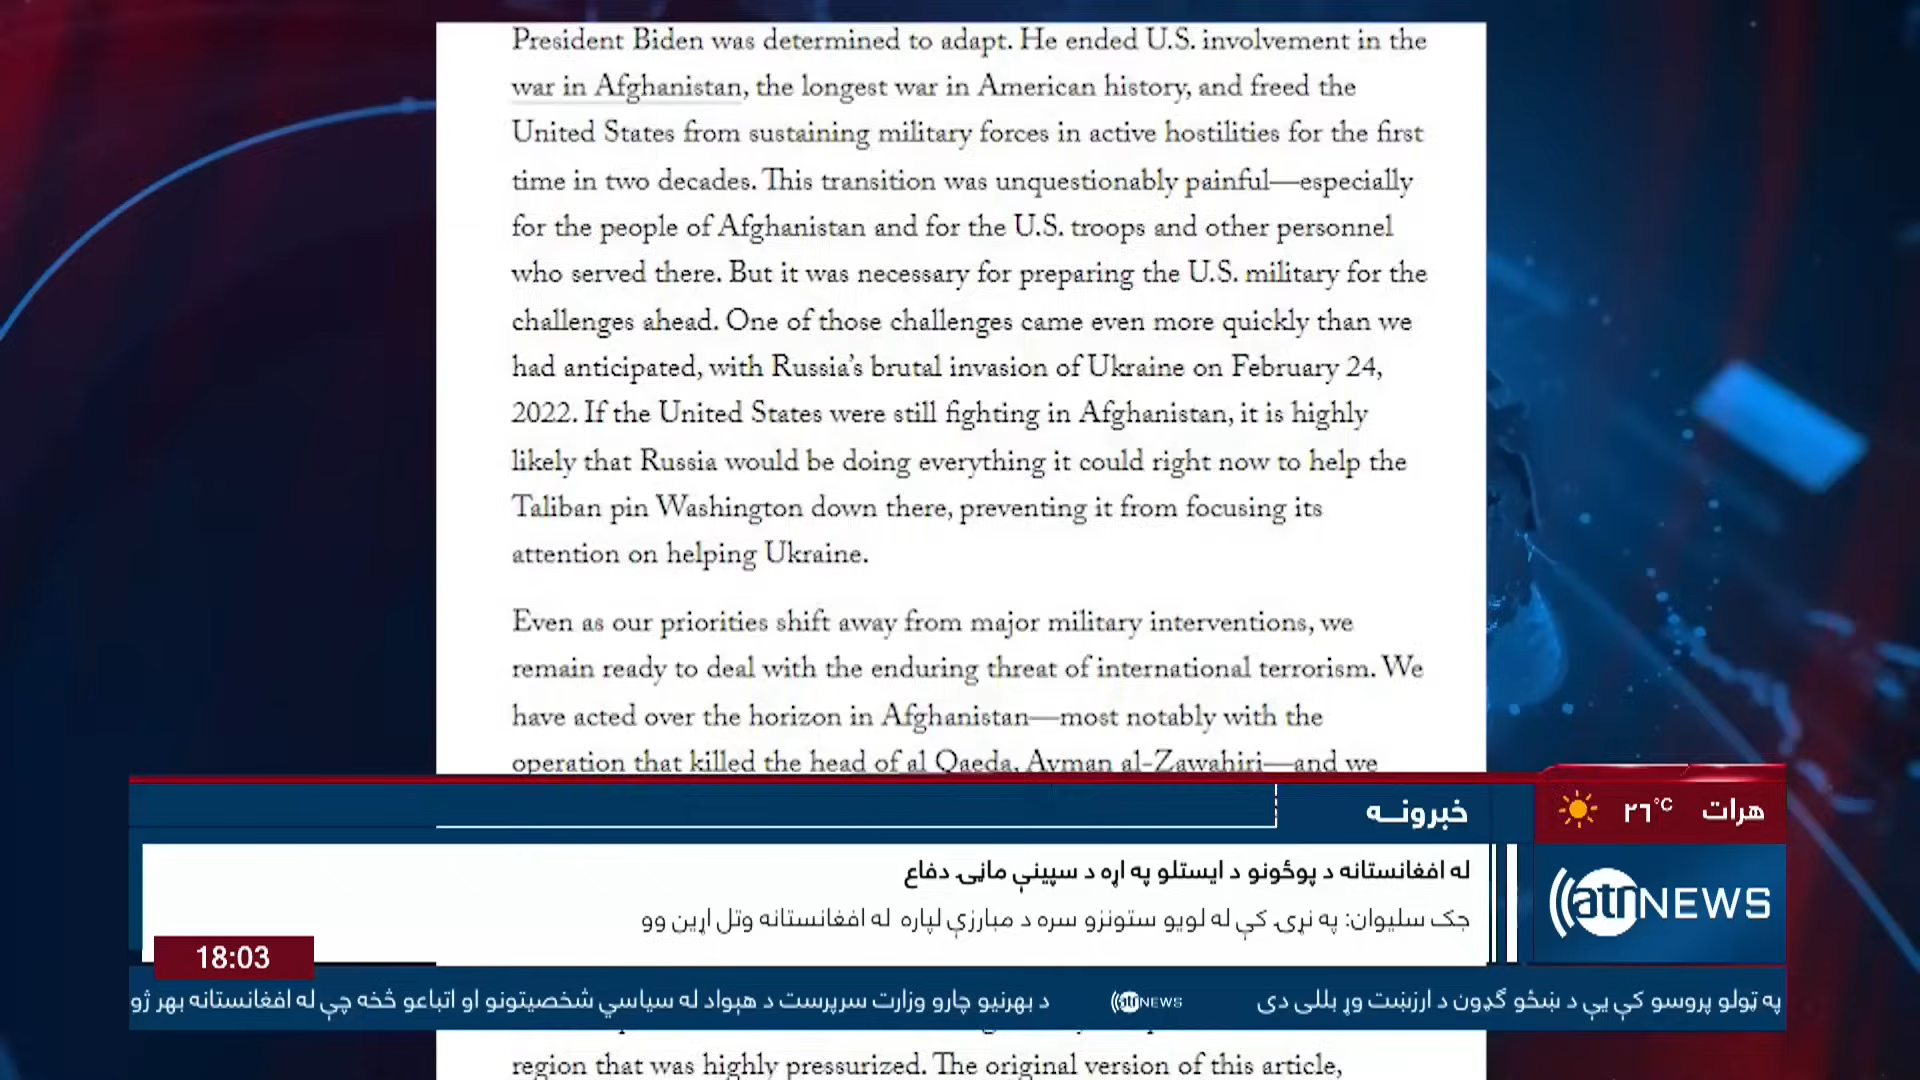 President Biden was determined to adapt. He ended U.S. involvement in the
war in Afghanistan, the longest war in American history, and freed the
United States from sustaining military forces in active hostilities for the first
time in two decades. This transition was unquestionably painful—especially
for the people of Afghanistan and for the U.S. troops and other personnel
who served there. But it was necessary for preparing the U.S. military for the
challenges ahead. One of those challenges came even more quickly than we
had anticipated, with Russia’s brutal invasion of Ukraine on February 24,
2022. If the United States were still fighting in Afghanistan, it is highly
likely that Russia would be doing everything it could right now to help the
Taliban pin Washington down there, preventing it from focusing its
attention on helping Ukraine.
Even as our priorities shift away from major military interventions, we
remain ready to deal with the enduring threat of international terrorism. We
have acted over the horizon in Afghanistan—most notably with the
operation that killed the head of al Qaeda, Ayman al-Zawahiri—and we
خبرونــه
هرات ۲٦°C
له افغانستانه د پوځونو د ایستلو په اړه د سپینې ماڼۍ دفاع
جک سلیوان: په نړۍ کې له لویو ستونزو سره د مبارزې لپاره له افغانستانه وتل اړین وو
atn NEWS
18:03
په ټولو پروسو کې یې د ښځو ګډون د ارزښت وړ بللی دی
atn NEWS
د بهرنیو چارو وزارت سرپرست د هېواد له سیاسي شخصیتونو او اتباعو څخه چې له افغانستانه بهر ژو
region that was highly pressurized. The original version of this article,